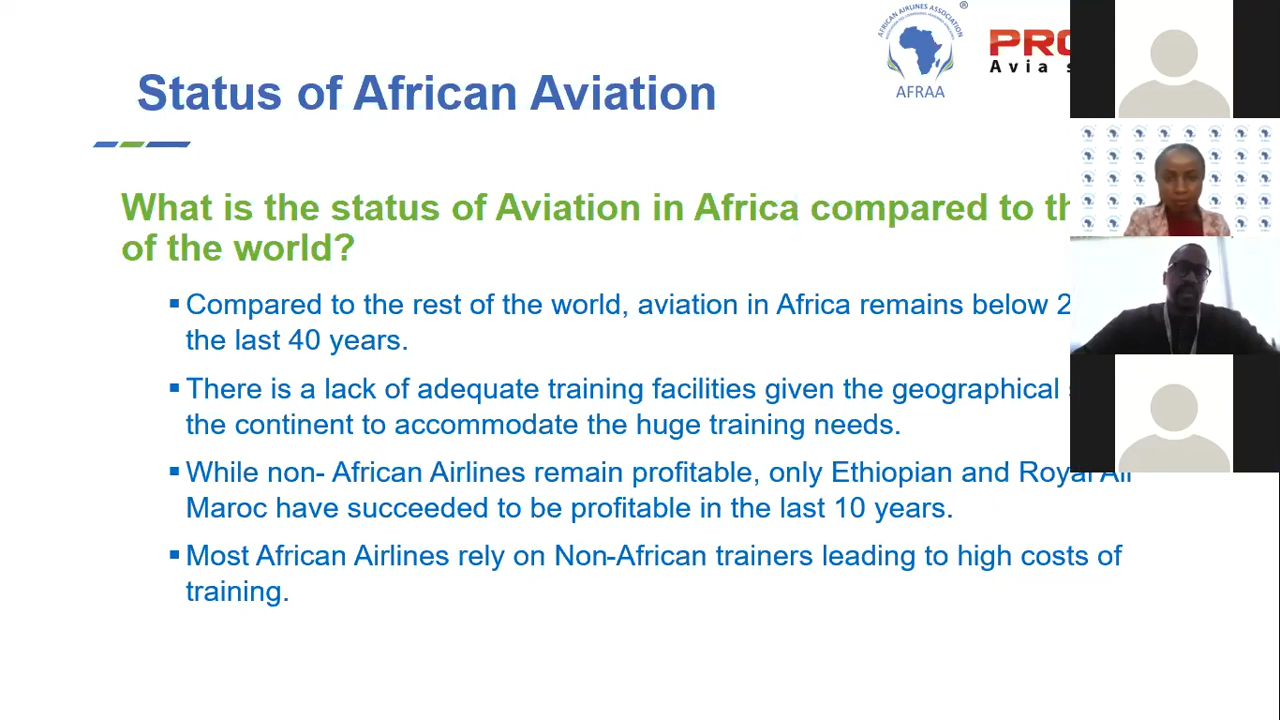 AFRICAN AIRLINES ASSOCIATION
AFRAA
PRO
Avia
Status of African Aviation
What is the status of Aviation in Africa compared to
of the world?
▪ Compared to the rest of the world, aviation in Africa remains below 2
the last 40 years.
▪ There is a lack of adequate training facilities given the geographical
the continent to accommodate the huge training needs.
▪ While non- African Airlines remain profitable, only Ethiopian and Royal Air
Maroc have succeeded to be profitable in the last 10 years.
▪ Most African Airlines rely on Non-African trainers leading to high costs of
training.